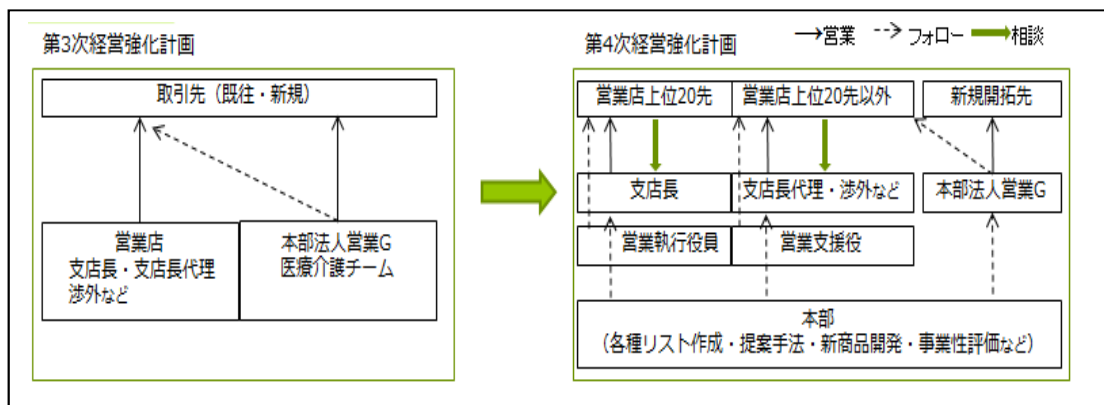 第3次経営強化計画
取引先（既往・新規）
営業店
支店長・支店長代理
渉外など
本部法人営業G
医療介護チーム
第4次経営強化計画
営業
フォロー
相談
営業店上位20先
営業店上位20先以外
新規開拓先
支店長
支店長代理・渉外など
本部法人営業G
営業執行役員
営業支援役
本部
（各種リスト作成・提案手法・新商品開発・事業性評価など）